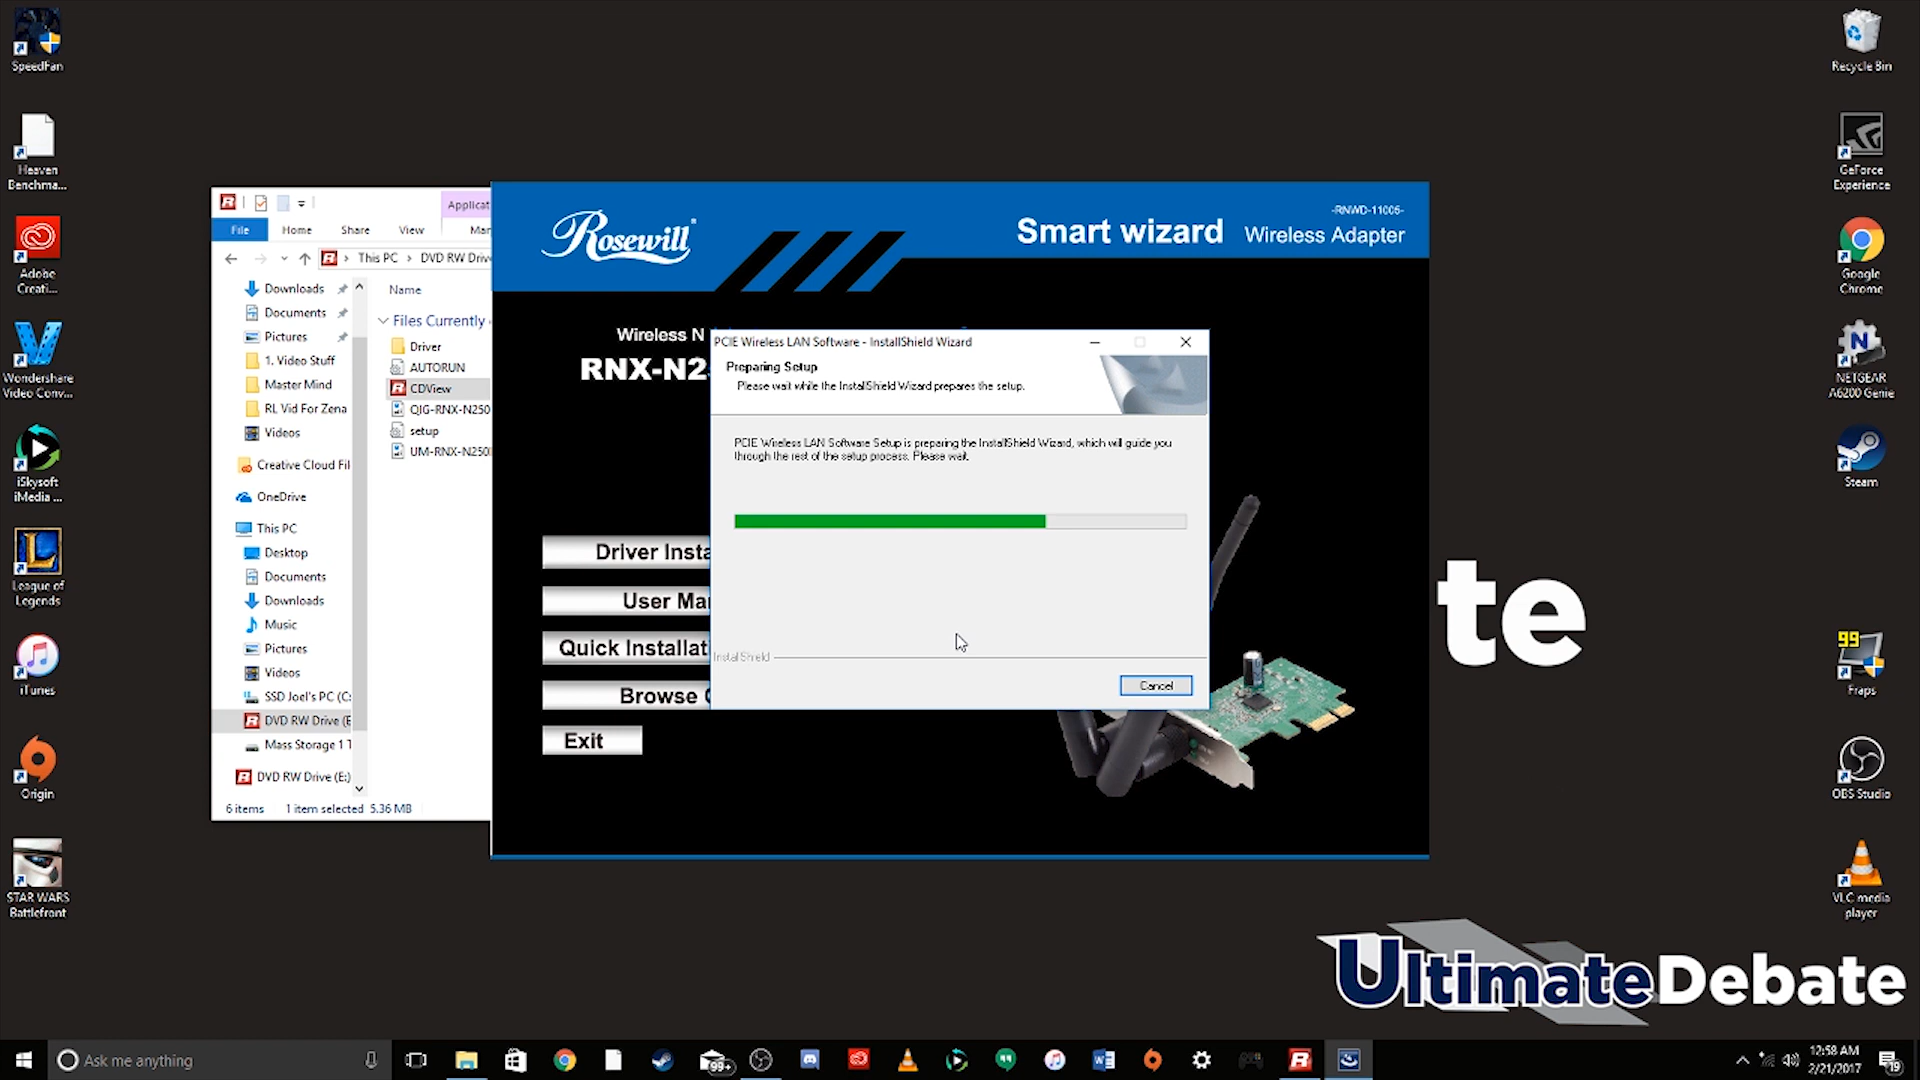 SpeedFan
Heaven
Benchma...
Adobe
Creati...
Wondershare
Video Conv...
iSkysoft
iMedia ...
League of
Legends
iTunes
Origin
STAR WARS
Battlefront
Applicat
File
Home
Share
View
Mar
This PC
DVD RW Drive
Downloads
Documents
Pictures
1. Video Stuff
Master Mind
RL Vid For Zena
Videos
Creative Cloud Fil
OneDrive
This PC
Desktop
Documents
Downloads
Music
Pictures
Videos
SSD Joel's PC (C:
DVD RW Drive (E
Mass Storage 1 T
DVD RW Drive (E:)
Name
Files Currently
Driver
AUTORUN
CDView
QIG-RNX-N250
setup
UM-RNX-N250
6 items
1 item selected 5.36 MB
Rosewill
-RNWD-11005-
Smart wizard Wireless Adapter
Wireless N
RNX-N2
Driver Insta
User Ma
Quick Installat
Browse
Exit
PCIE Wireless LAN Software - InstallShield Wizard
Preparing Setup
Please wait while the InstallShield Wizard prepares the setup.
PCIE Wireless LAN Software Setup is preparing the InstallShield Wizard, which will guide you
through the rest of the setup process. Please wait.
InstallShield
Cancel
te
Recycle Bin
GeForce
Experience
Google
Chrome
NETGEAR
A6200 Genie
Steam
99
Fraps
OBS Studio
VLC media
player
UltimateDebate
Ask me anything
99+
12:58 AM
2/21/2017
19